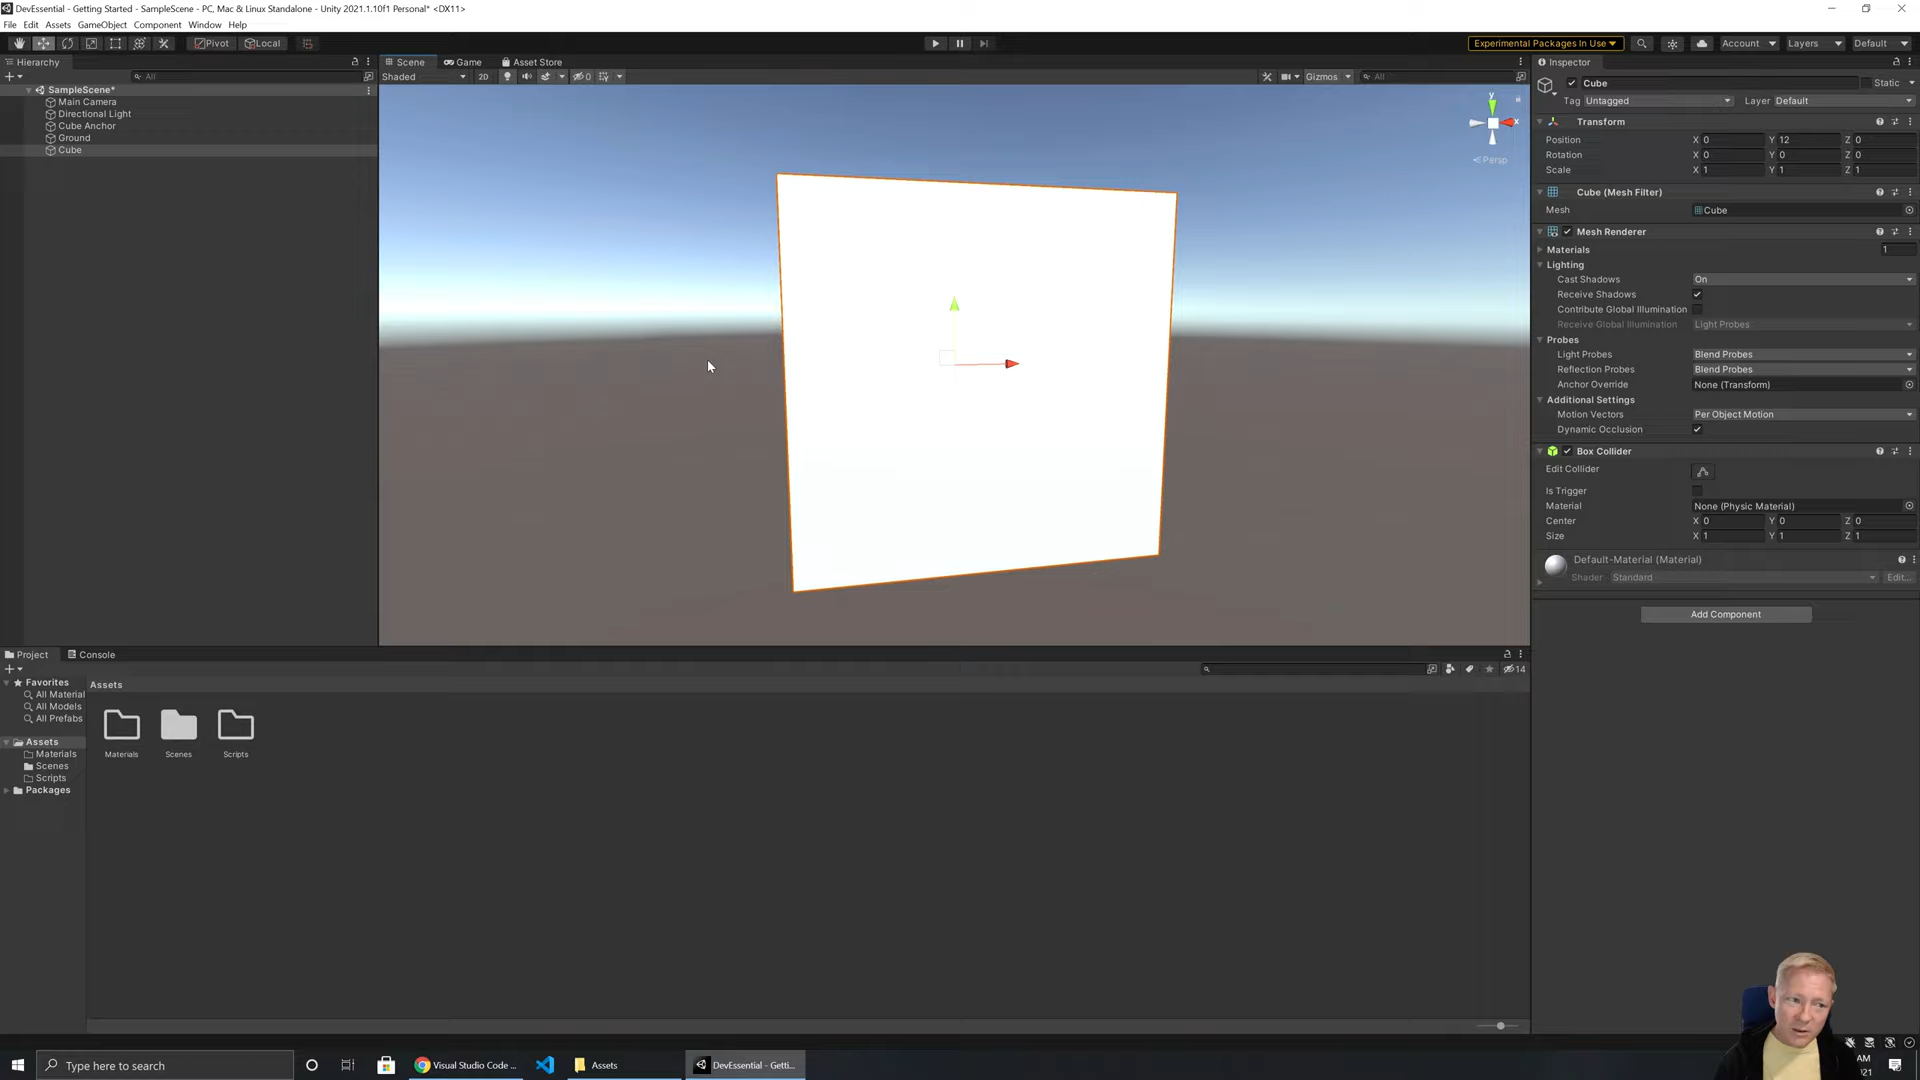 DevEssential - Getting Started - SampleScene - PC, Mac & Linux Standalone - Unity 2021.1.10f1 Personal* <DX11>
File Edit Assets GameObject Component Window Help
Pivot Local Experimental Packages In Use Account Layers Default
Hierarchy
All
SampleScene*
Main Camera
Directional Light
Cube Anchor
Ground
Cube
Scene Game Asset Store
Shaded 2D 0 Gizmos All
y
x
Persp
Inspector
Cube Static
Tag Untagged Layer Default
Transform
Position X 0 Y 12 Z 0
Rotation X 0 Y 0 Z 0
Scale X 1 Y 1 Z 1
Cube (Mesh Filter)
Mesh Cube
Mesh Renderer
Materials 1
Lighting
Cast Shadows On
Receive Shadows
Contribute Global Illumination
Receive Global Illumination Light Probes
Probes
Light Probes Blend Probes
Reflection Probes Blend Probes
Anchor Override None (Transform)
Additional Settings
Motion Vectors Per Object Motion
Dynamic Occlusion
Box Collider
Edit Collider
Is Trigger
Material None (Physic Material)
Center X 0 Y 0 Z 0
Size X 1 Y 1 Z 1
Default-Material (Material)
Shader Standard Edit...
Add Component
Project Console
14
Favorites
All Material
All Models
All Prefabs
Assets
Materials
Scenes
Scripts
Packages
Assets
Materials Scenes Scripts
Type here to search
Visual Studio Code ...
Assets
DevEssential - Getti...
AM
021